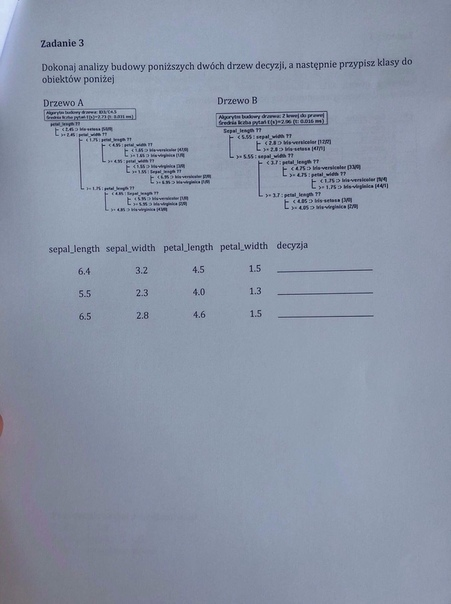 Zadanie 3
Dokonaj analizy budowy poniższych dwóch drzew decyzji, a następnie przypisz klasy do
obiektów poniżej
Drzewo A
Algorytm budowy drzewa: ID3/C4.5
Średnia liczba pytań E(x)=2.73 (t: 0.031 ms)
petal_length ??
< 2.45 :> Iris-setosa (50/0)
>= 2.45 : petal_width ??
< 1.75 : petal_length ??
< 4.95 : petal_width ??
< 1.65 :> Iris-versicolor (47/0)
>= 1.65 :> Iris-virginica (1/0)
>= 4.95 : petal_width ??
< 1.55 :> Iris-virginica (3/0)
>= 1.55 : Sepal_length ??
< 6.95 :> Iris-versicolor (2/0)
>= 6.95 :> Iris-virginica (1/0)
>= 1.75 : petal_length ??
< 4.85 : Sepal_length ??
< 5.95 :> Iris-versicolor (1/0)
>= 5.95 :> Iris-virginica (2/0)
>= 4.85 :> Iris-virginica (43/0)
Drzewo B
Algorytm budowy drzewa: Z lewej do prawej
Średnia liczba pytań E(x)=2.96 (t: 0.016 ms)
Sepal_length ??
< 5.55 : sepal_width ??
< 2.8 :> Iris-versicolor (12/2)
>= 2.8 :> Iris-setosa (47/1)
>= 5.55 : sepal_width ??
< 3.7 : petal_length ??
< 4.75 :> Iris-versicolor (33/0)
>= 4.75 : petal_width ??
< 1.75 :> Iris-versicolor (9/4)
>= 1.75 :> Iris-virginica (44/1)
>= 3.7 : petal_length ??
< 4.05 :> Iris-setosa (3/0)
>= 4.05 :> Iris-virginica (2/0)
sepal_length sepal_width petal_length petal_width decyzja
6.4 3.2 4.5 1.5
5.5 2.3 4.0 1.3
6.5 2.8 4.6 1.5